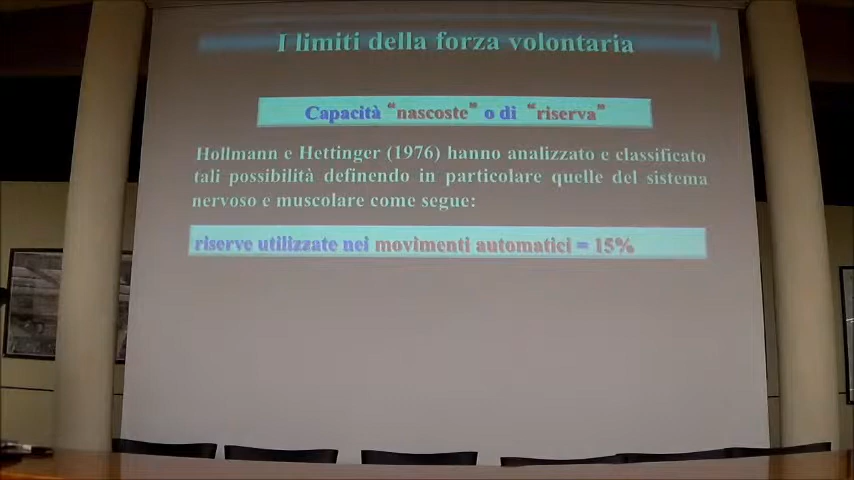 I limiti della forza volontaria
Capacità “nascoste” o di “riserva”
Hollmann e Hettinger (1976) hanno analizzato e classificato
tali possibilità definendo in particolare quelle del sistema
nervoso e muscolare come segue:
riserve utilizzate nei movimenti automatici = 15%